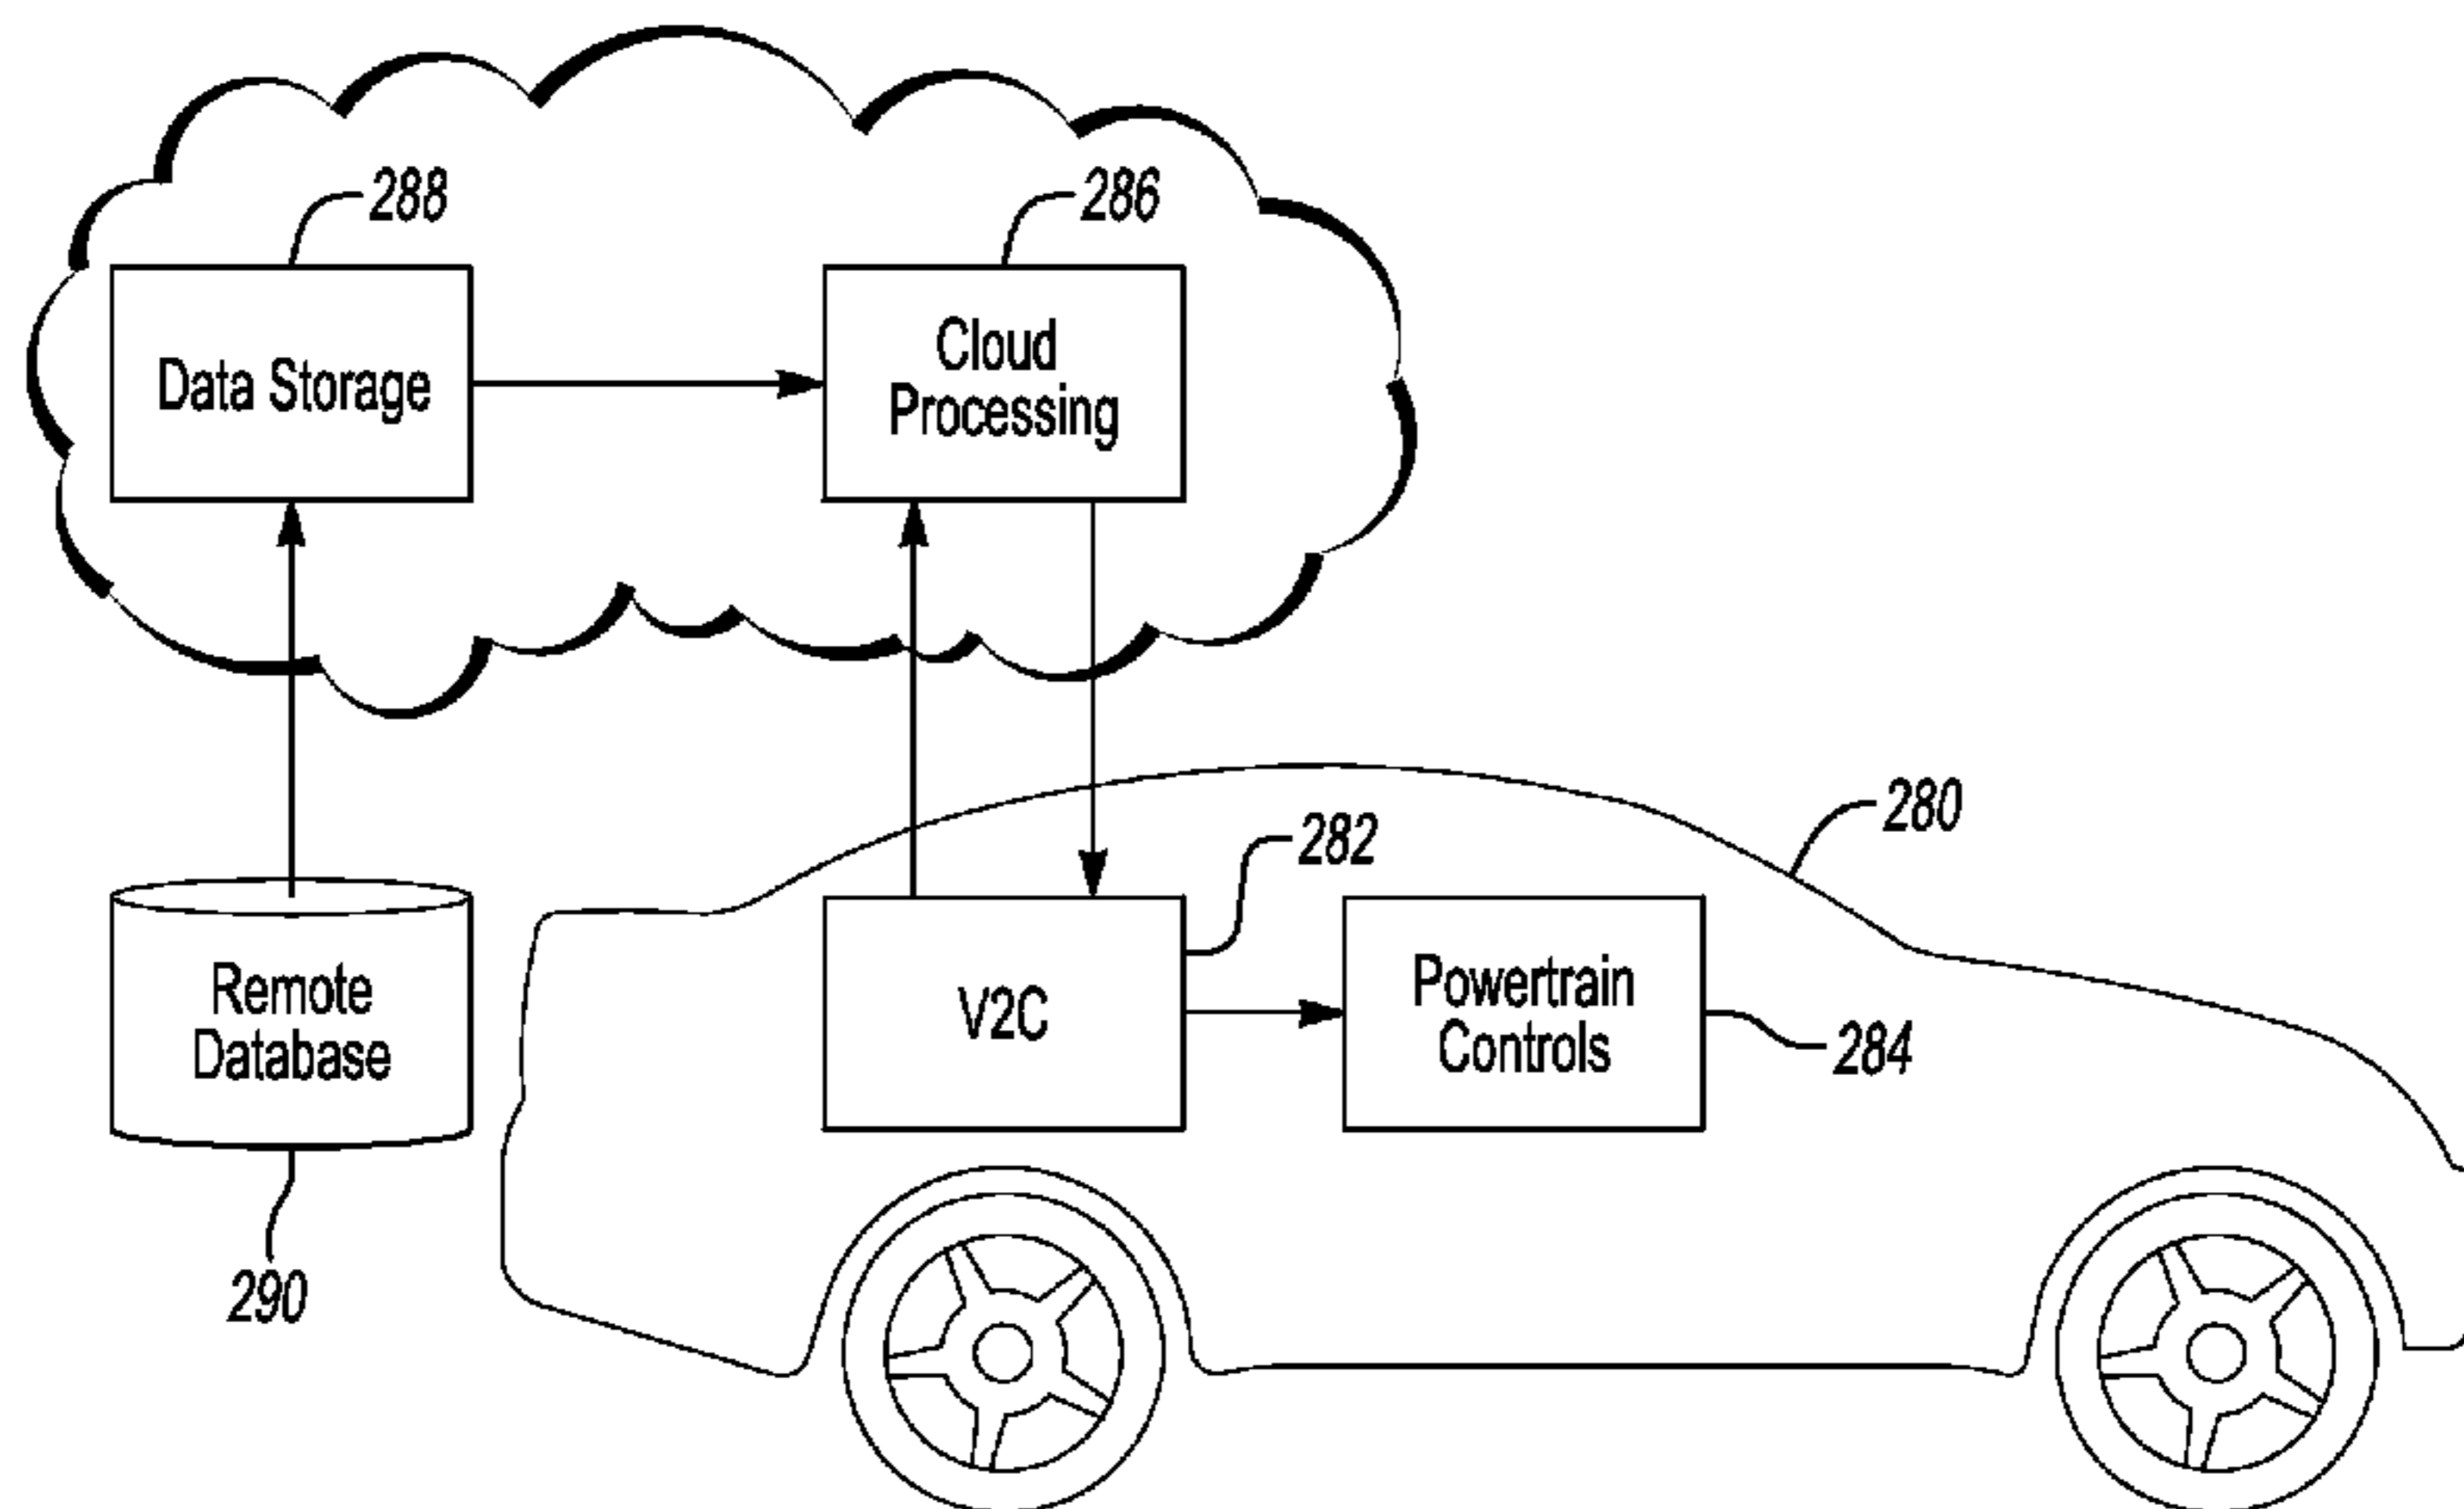 288
286
Data Storage
Cloud
Processing
280
282
Remote
Database
V2C
Powertrain
Controls
284
290